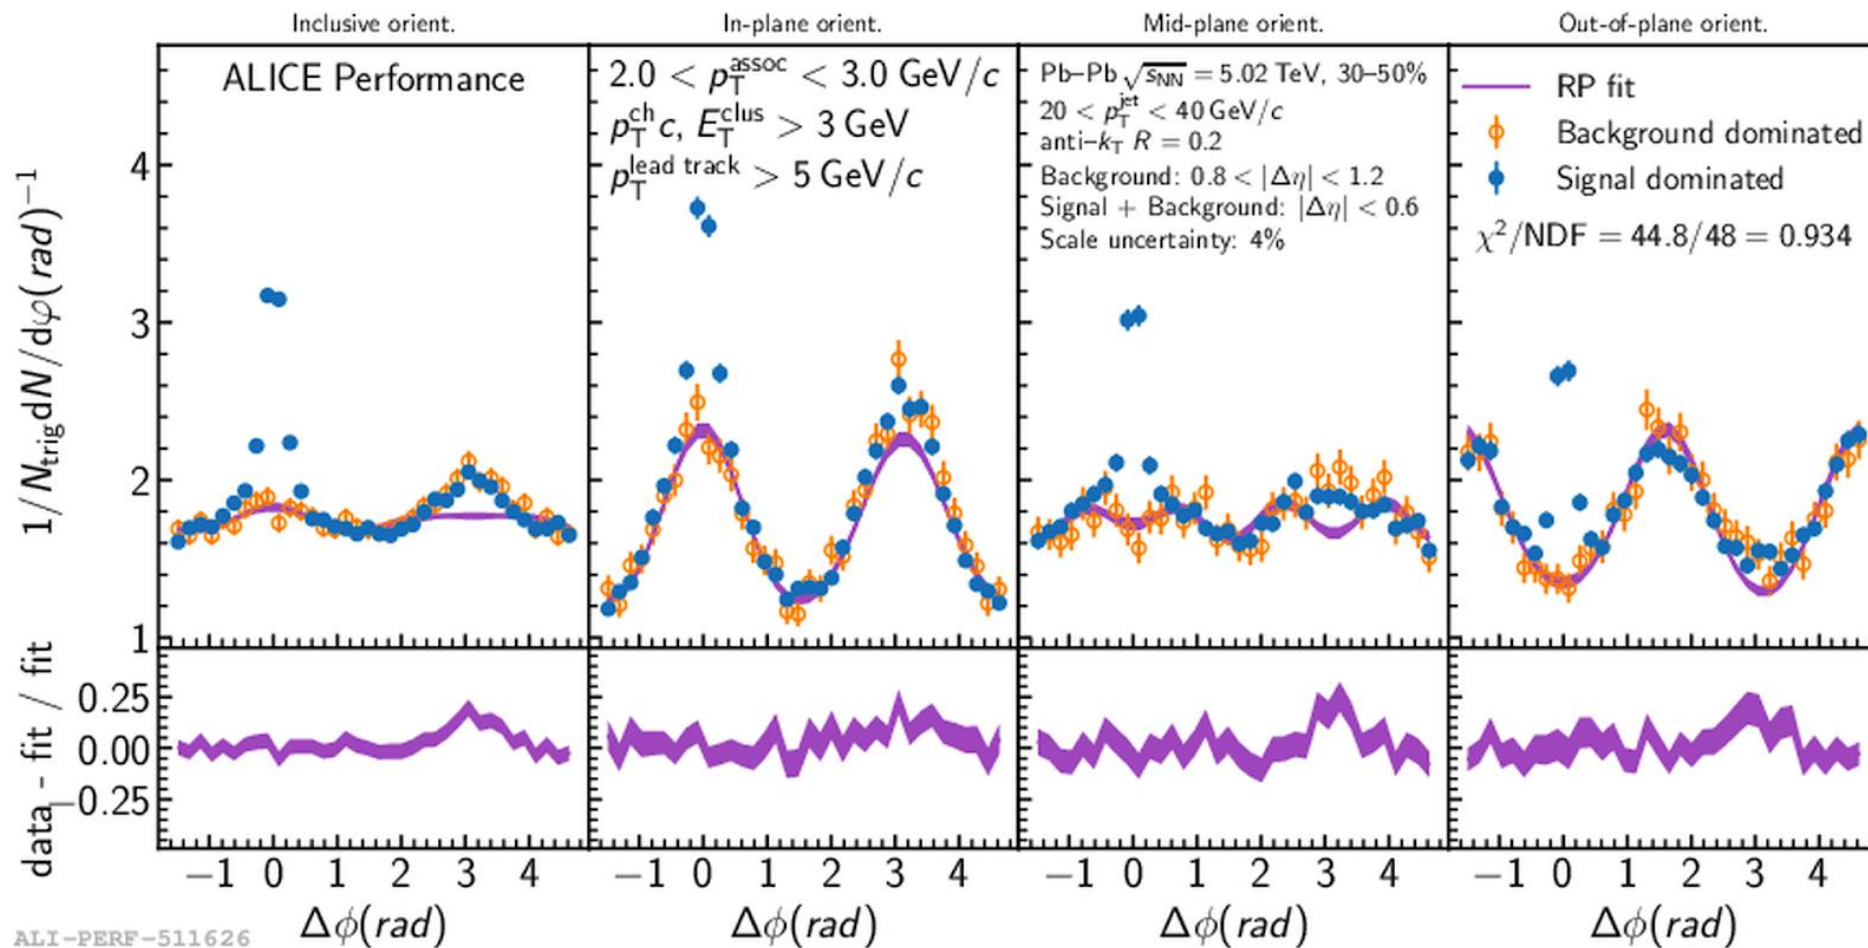 Inclusive orient.
In-plane orient.
Mid-plane orient.
Out-of-plane orient.
ALICE Performance
2.0 < p_T^assoc < 3.0 GeV/c
p_T^ch c, E_T^clus > 3 GeV
p_T^lead track > 5 GeV/c
Pb–Pb √s_NN = 5.02 TeV, 30–50%
20 < p_T^jet < 40 GeV/c
anti–k_T R = 0.2
Background: 0.8 < |Δη| < 1.2
Signal + Background: |Δη| < 0.6
Scale uncertainty: 4%
RP fit
Background dominated
Signal dominated
χ²/NDF = 44.8/48 = 0.934
1/N_trig dN/dφ(rad)⁻¹
4
3
2
1
data - fit / fit
0.25
0.00
−0.25
−1 0 1 2 3 4
−1 0 1 2 3 4
−1 0 1 2 3 4
−1 0 1 2 3 4
Δϕ(rad)
Δϕ(rad)
Δϕ(rad)
Δϕ(rad)
ALI-PERF-511626